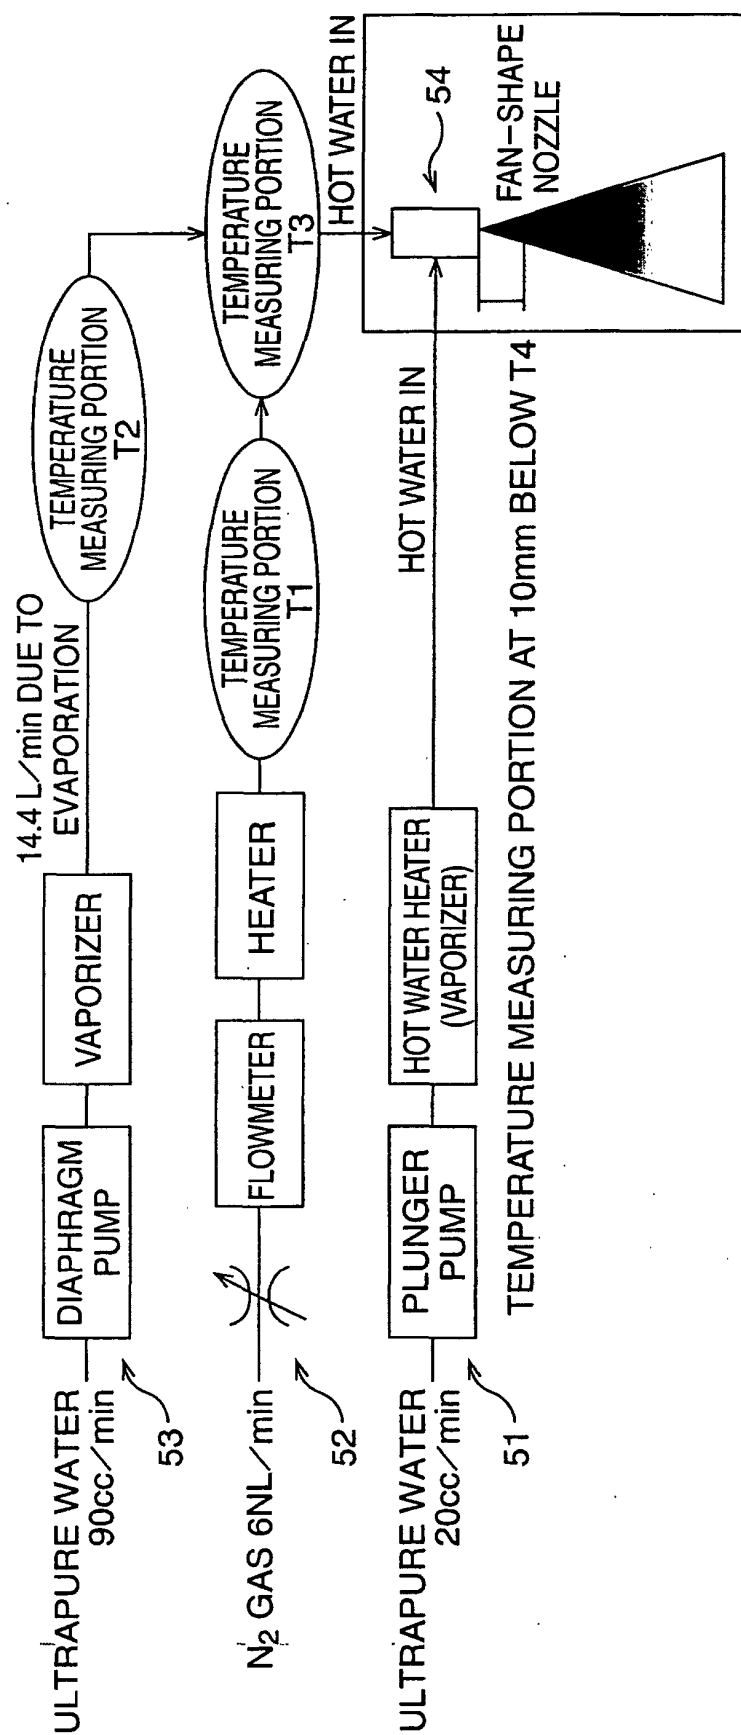 ULTRAPURE WATER
90cc/min
53
DIAPHRAGM
PUMP
VAPORIZER
14.4 L/min DUE TO
EVAPORATION
TEMPERATURE
MEASURING PORTION
T2
N2 GAS 6NL/min
52
FLOWMETER
HEATER
TEMPERATURE
MEASURING PORTION
T1
TEMPERATURE
MEASURING PORTION
T3
HOT WATER IN
ULTRAPURE WATER
20cc/min
51
PLUNGER
PUMP
HOT WATER HEATER
(VAPORIZER)
HOT WATER IN
54
FAN-SHAPE
NOZZLE
TEMPERATURE MEASURING PORTION AT 10mm BELOW T4